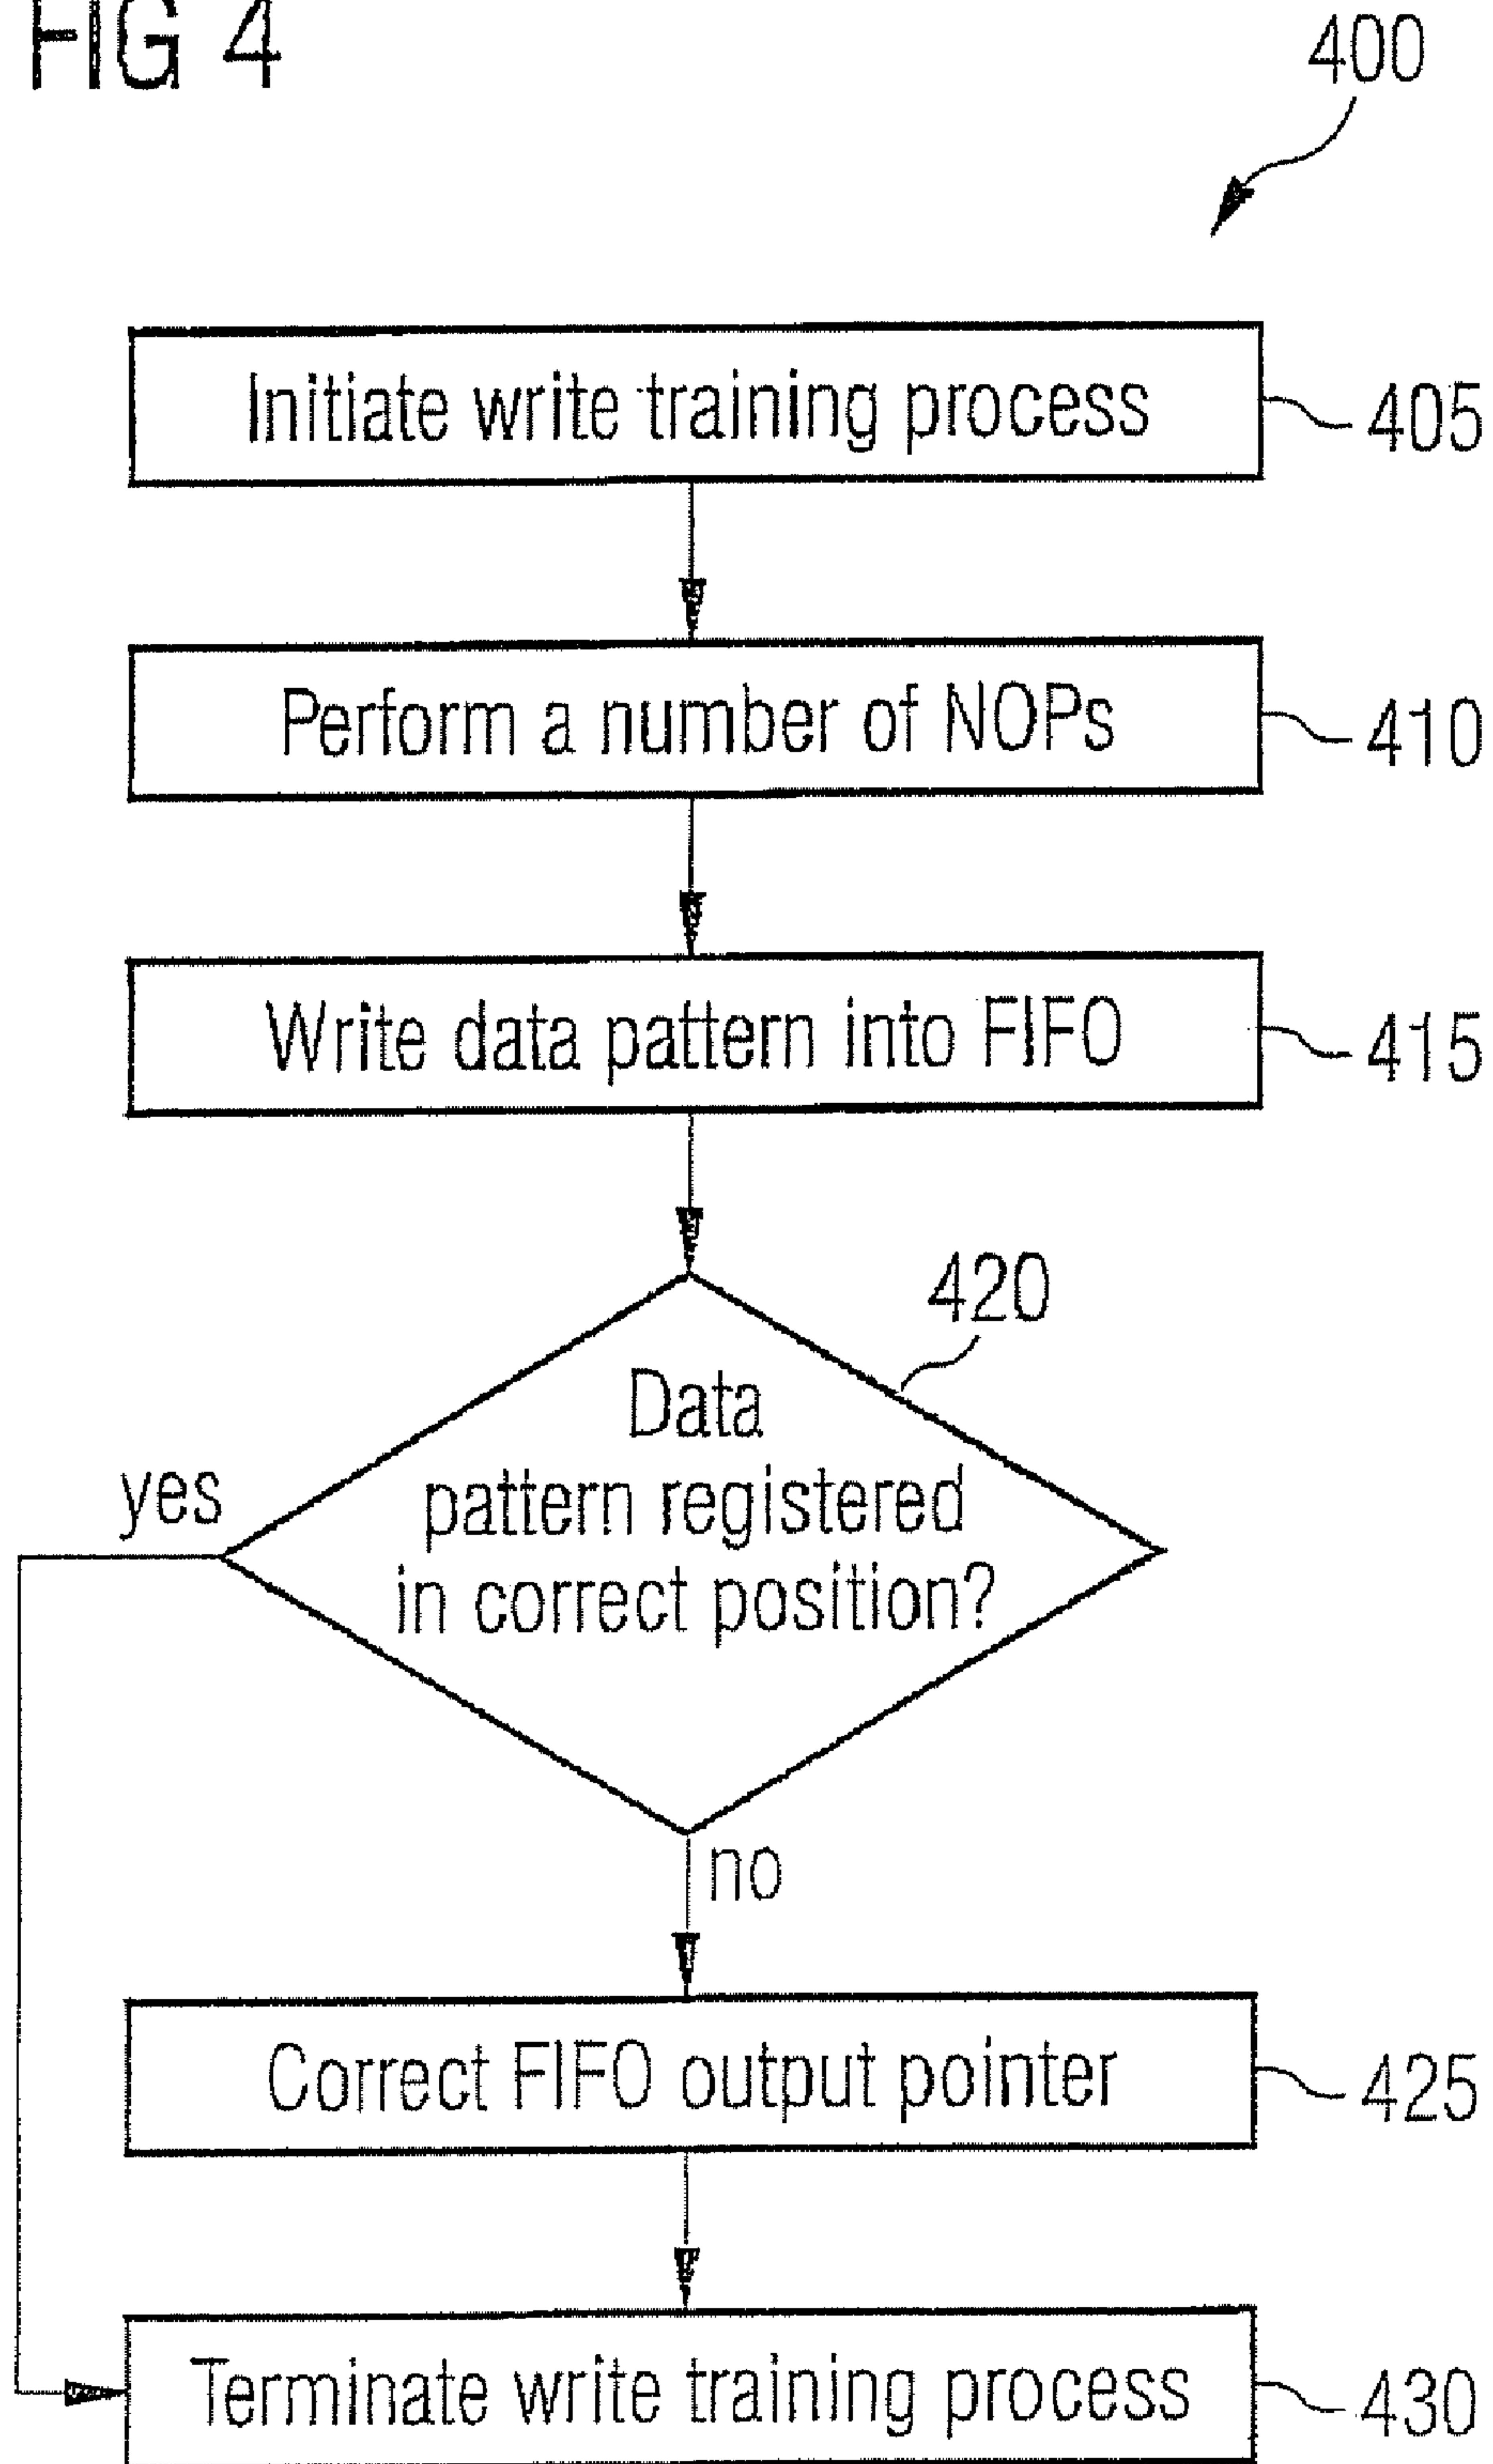 FIG 4
400
Initiate write training process
405
Perform a number of NOPs
410
Write data pattern into FIFO
415
420
Data
pattern registered
in correct position?
yes
no
Correct FIFO output pointer
425
Terminate write training process
430